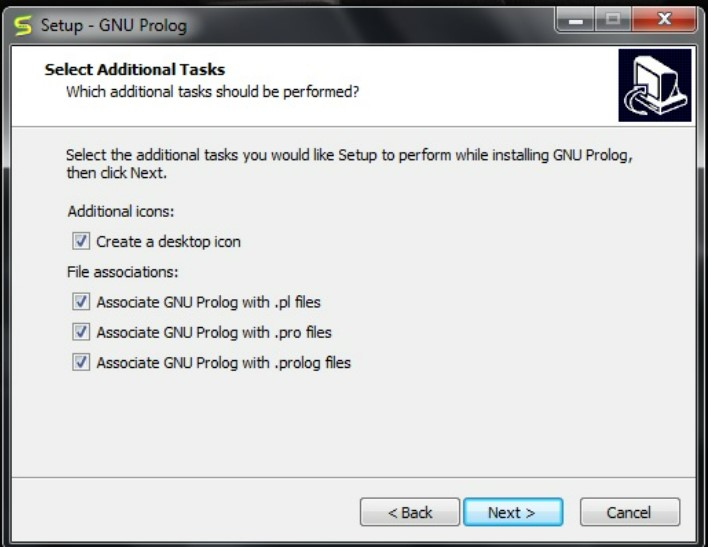 Setup - GNU Prolog
Select Additional Tasks
Which additional tasks should be performed?
Select the additional tasks you would like Setup to perform while installing GNU Prolog,
then click Next.
Additional icons:
Create a desktop icon
File associations:
Associate GNU Prolog with .pl files
Associate GNU Prolog with .pro files
Associate GNU Prolog with .prolog files
< Back Next > Cancel